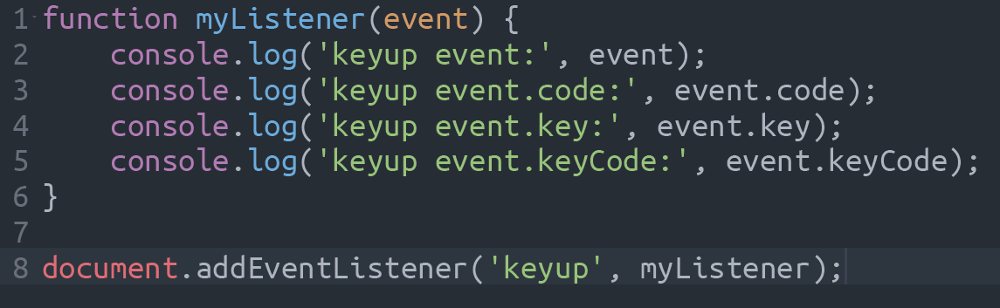 1 function myListener(event) {
2     console.log('keyup event:', event);
3     console.log('keyup event.code:', event.code);
4     console.log('keyup event.key:', event.key);
5     console.log('keyup event.keyCode:', event.keyCode);
6 }
7
8 document.addEventListener('keyup', myListener);